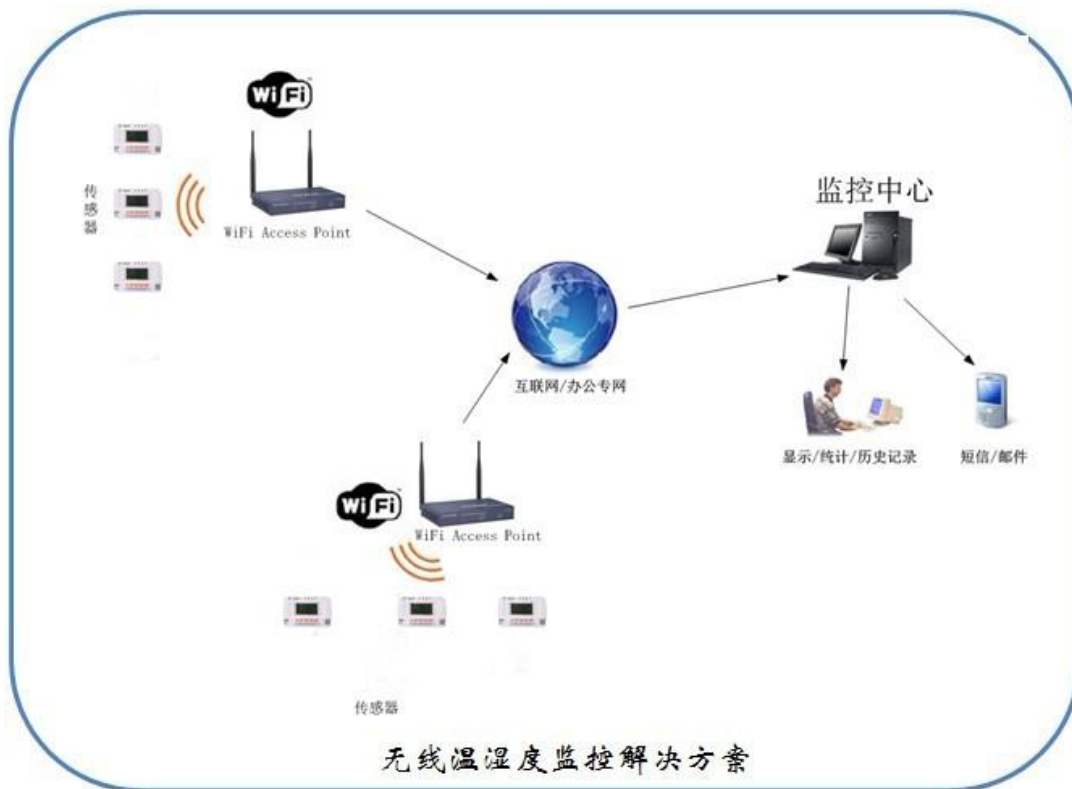 WiFi
传感器
WiFi Access Point
监控中心
互联网/办公专网
显示/统计/历史记录
短信/邮件
WiFi
WiFi Access Point
传感器
无线温湿度监控解决方案